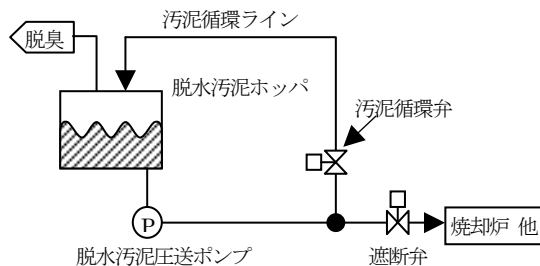 汚泥循環ライン
脱臭
脱水汚泥ホッパ
汚泥循環弁
P
焼却炉 他
脱水汚泥圧送ポンプ
遮断弁